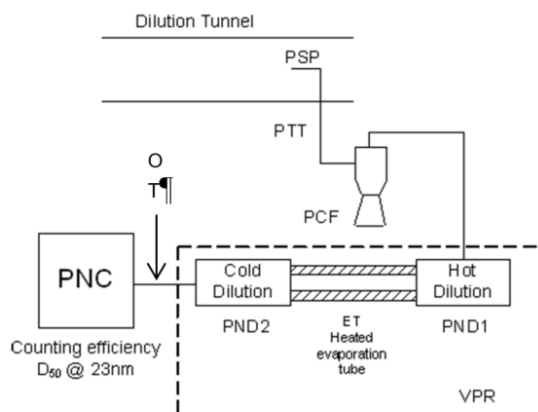 Dilution Tunnel
PSP
PTT
O
T¶
PCF
PNC
Cold
Dilution
Hot
Dilution
PND2
ET
Heated
evaporation
tube
PND1
Counting efficiency
D₅₀ @ 23nm
VPR